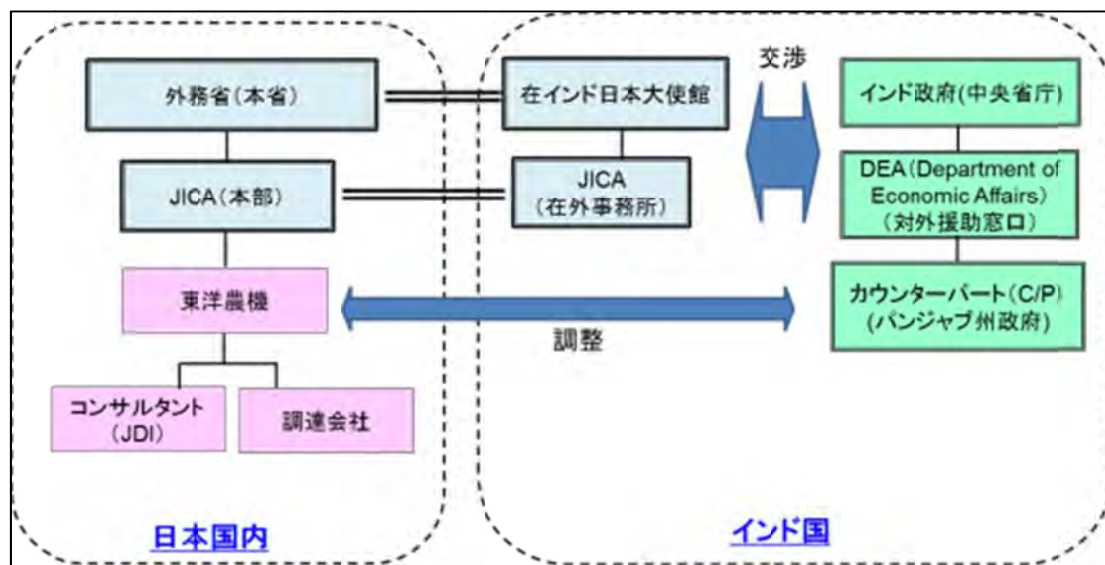 外務省(本省)
JICA(本部)
東洋農機
コンサルタント
(JDI)
調達会社
日本国内
在インド日本大使館
JICA
(在外事務所)
交渉
調整
インド政府(中央省庁)
DEA(Department of
Economic Affairs)
(対外援助窓口)
カウンターパート(C/P)
(パンジャブ州政府)
インド国